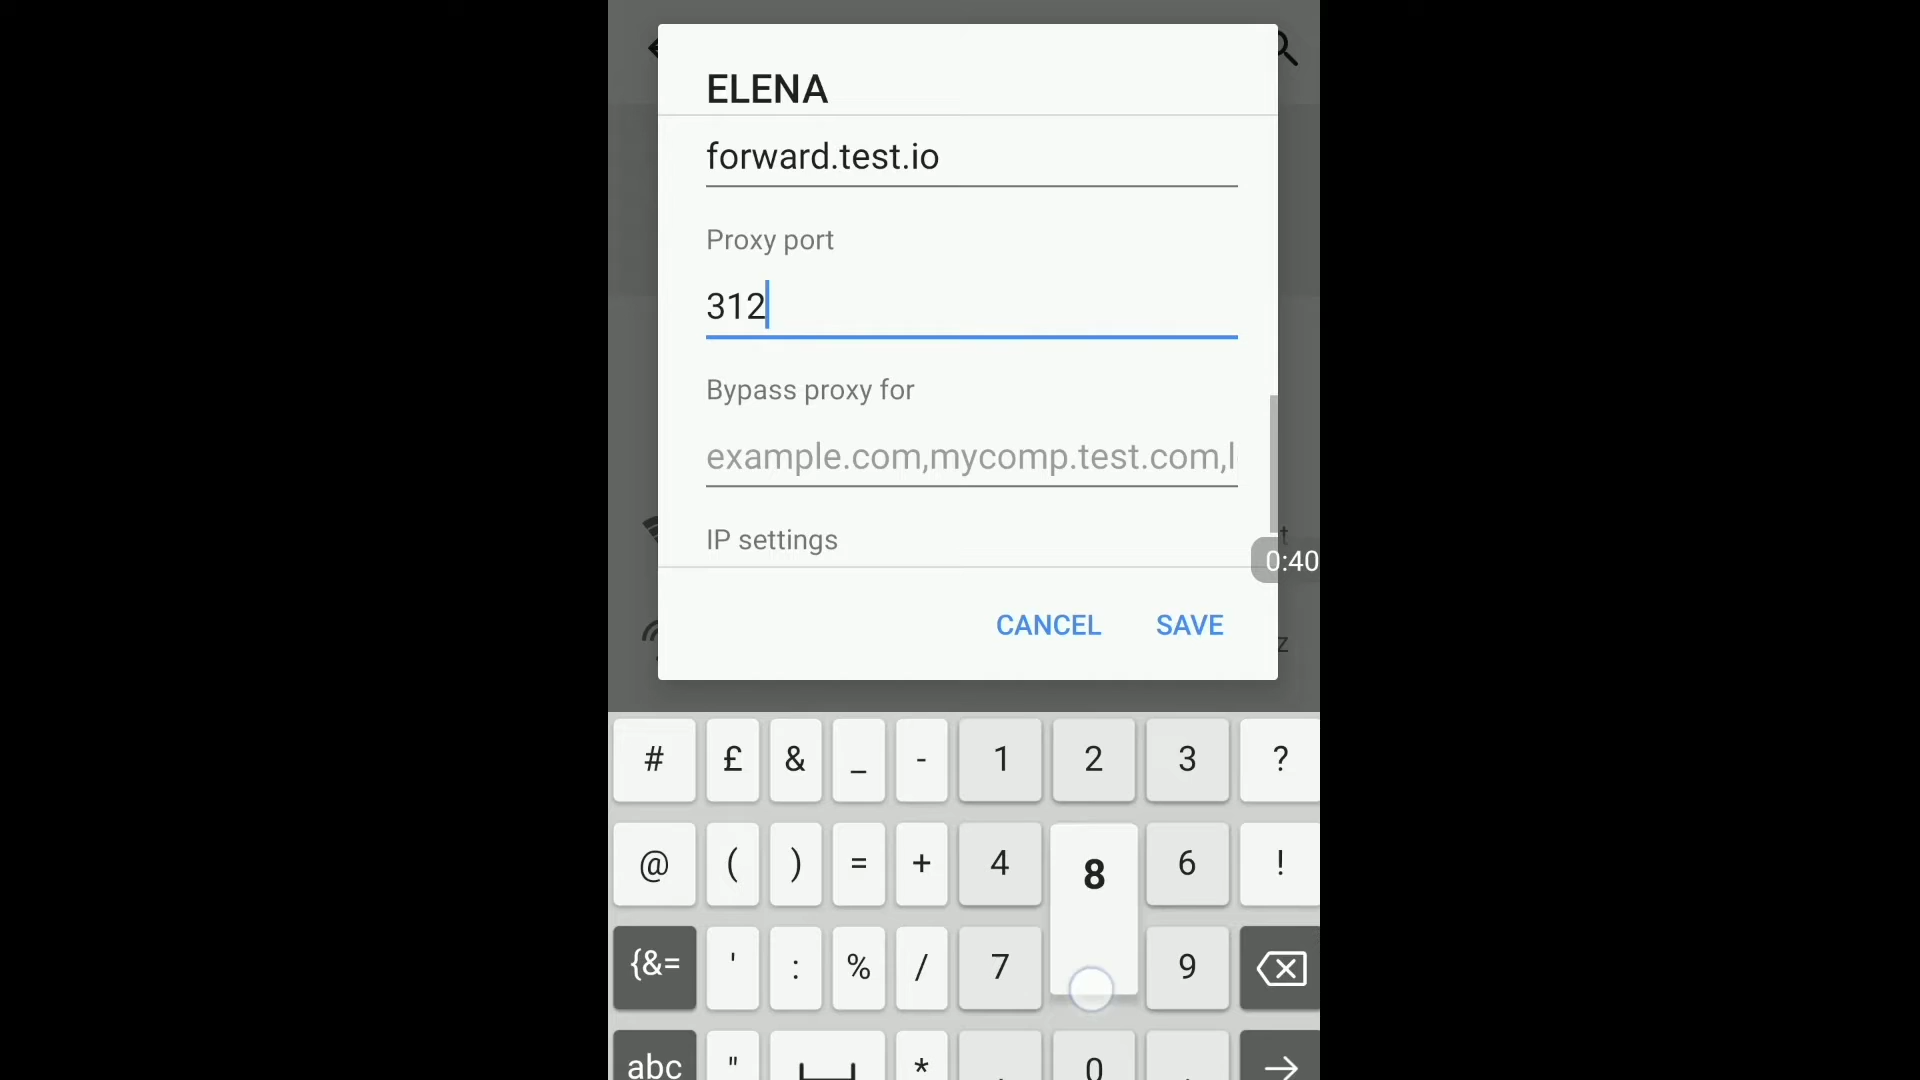 ELENA
forward.test.io
Proxy port
312
Bypass proxy for
example.com,mycomp.test.com,l
IP settings
t
0:40
CANCEL SAVE
z
# £ & _ - 1 2 3 ?
@ ( ) = + 4 8 6 !
{&= ' : % / 7 9
abc " * . 0